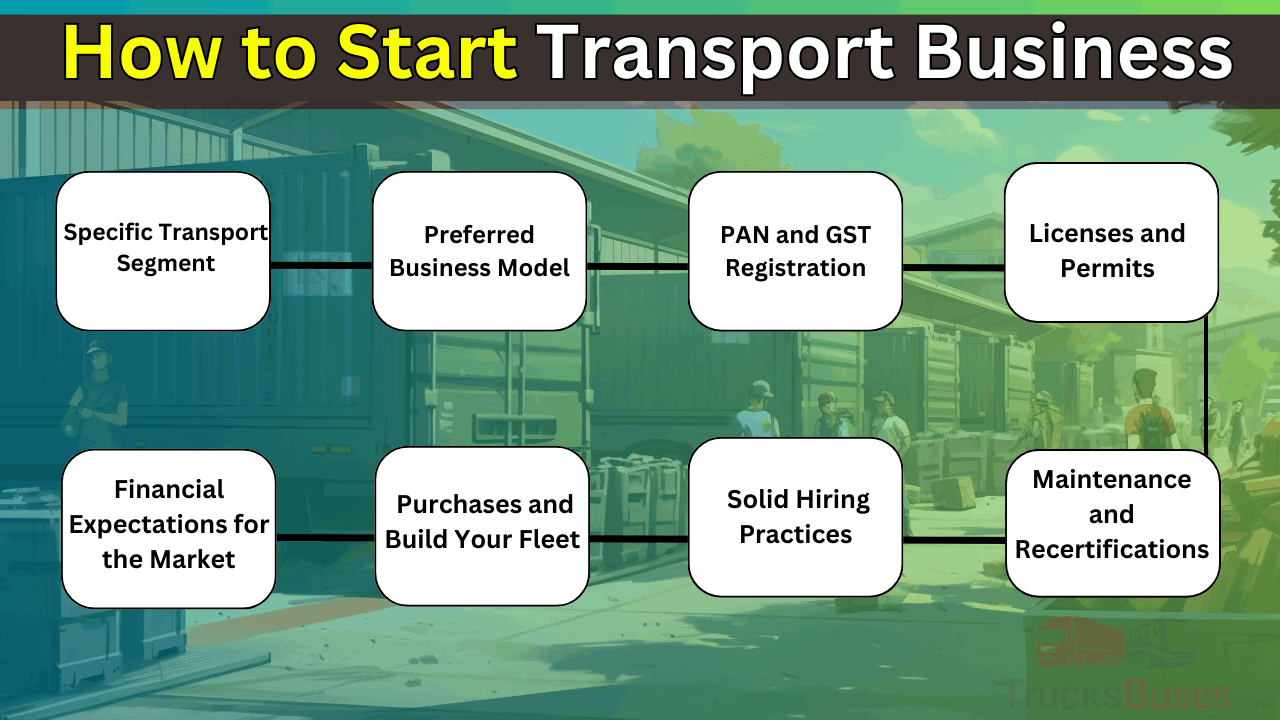 How to Start Transport Business
Specific Transport
Segment
Preferred
Business Model
PAN and GST
Registration
Licenses and
Permits
Financial
Expectations for
the Market
Purchases and
Build Your Fleet
Solid Hiring
Practices
Maintenance
and
Recertifications
TrucksBuses.com